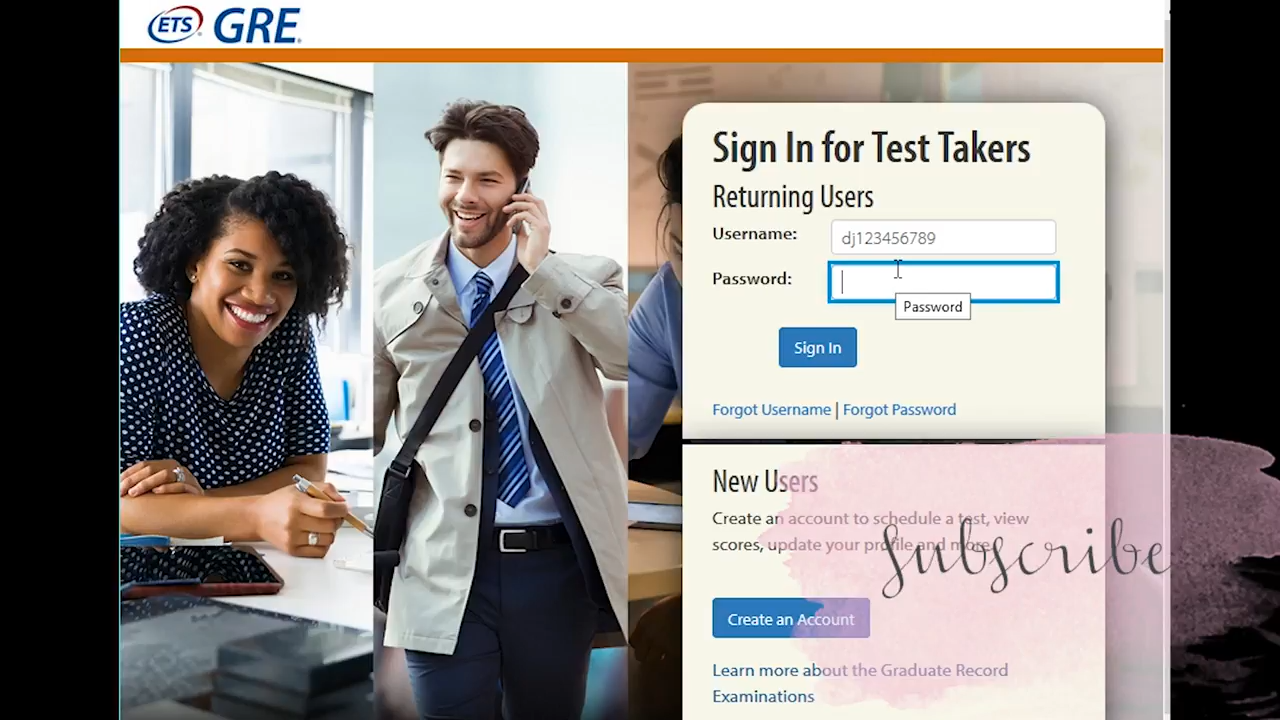 ETS GRE
Sign In for Test Takers
Returning Users
Username:
dj123456789
Password:
Password
Sign In
Forgot Username | Forgot Password
New Users
Create an account to schedule a test, view
scores, update your profile and more.
Subscribe
Create an Account
Learn more about the Graduate Record
Examinations